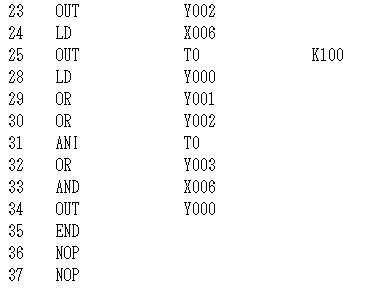 23 OUT Y002
24 LD X006
25 OUT T0 K100
28 LD Y000
29 OR Y001
30 OR Y002
31 ANI T0
32 OR Y003
33 AND X006
34 OUT Y000
35 END
36 NOP
37 NOP